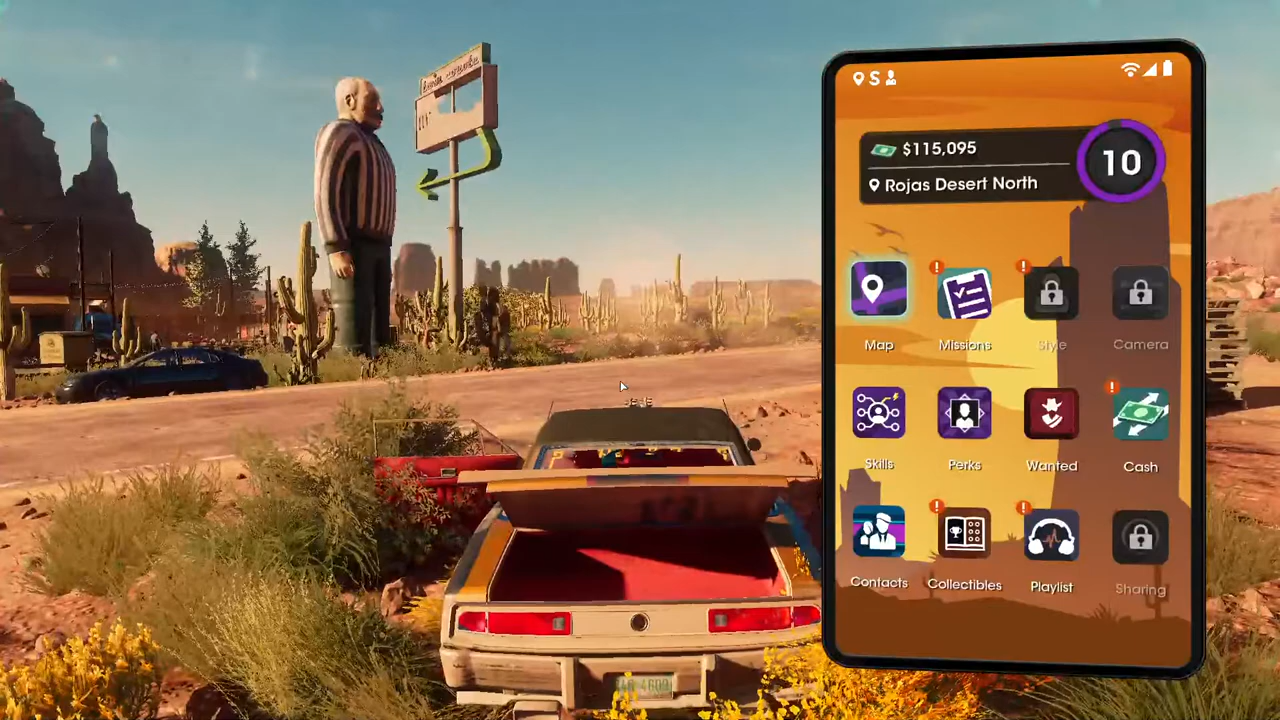 S
$115,095
10
Rojas Desert North
Map
Missions
Style
Camera
Skills
Perks
Wanted
Cash
Contacts
Collectibles
Playlist
Sharing